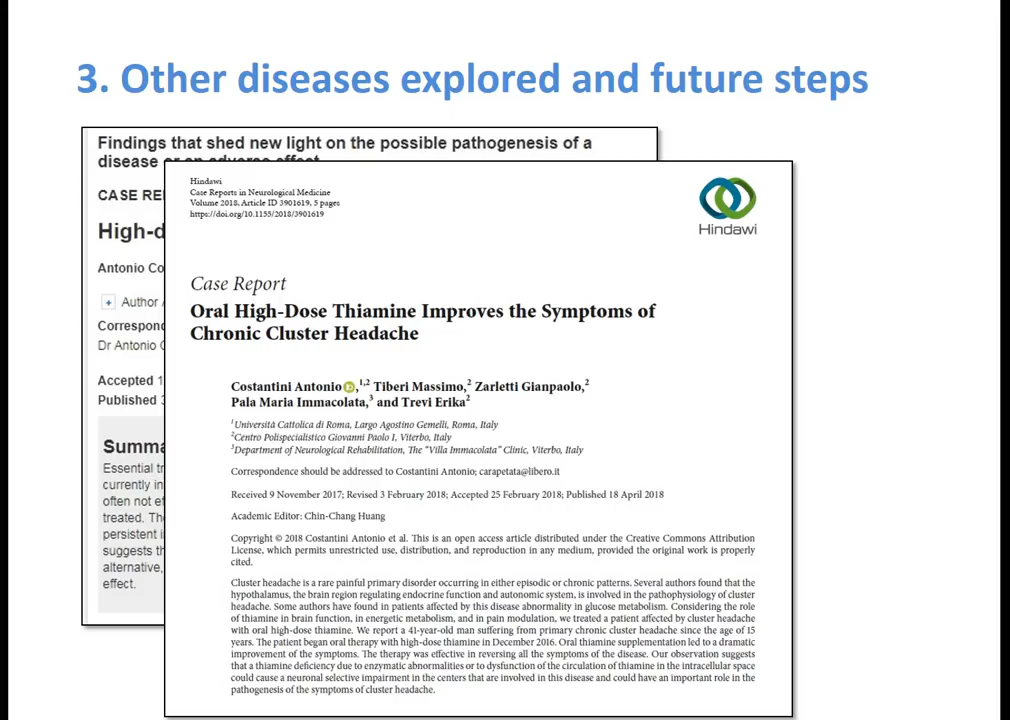 3. Other diseases explored and future steps
Findings that shed new light on the possible pathogenesis of a
disease or an adverse effect
CASE RE
High-d
Antonio Co
+ Author
Correspond
Dr Antonio
Accepted 1
Published 3
Summa
Essential tr
currently in
often not ef
treated. Th
persistent i
suggests th
alternative,
effect.
Hindawi
Case Reports in Neurological Medicine
Volume 2018, Article ID 3901619, 5 pages
https://doi.org/10.1155/2018/3901619
Hindawi
Case Report
Oral High-Dose Thiamine Improves the Symptoms of
Chronic Cluster Headache
Costantini Antonio iD,1,2 Tiberi Massimo,2 Zarletti Gianpaolo,2
Pala Maria Immacolata,3 and Trevi Erika2
1Università Cattolica di Roma, Largo Agostino Gemelli, Roma, Italy
2Centro Polispecialistico Giovanni Paolo I, Viterbo, Italy
3Department of Neurological Rehabilitation, The “Villa Immacolata” Clinic, Viterbo, Italy
Correspondence should be addressed to Costantini Antonio; carapetata@libero.it
Received 9 November 2017; Revised 3 February 2018; Accepted 25 February 2018; Published 18 April 2018
Academic Editor: Chin-Chang Huang
Copyright © 2018 Costantini Antonio et al. This is an open access article distributed under the Creative Commons Attribution
License, which permits unrestricted use, distribution, and reproduction in any medium, provided the original work is properly
cited.
Cluster headache is a rare painful primary disorder occurring in either episodic or chronic patterns. Several authors found that the
hypothalamus, the brain region regulating endocrine function and autonomic system, is involved in the pathophysiology of cluster
headache. Some authors have found in patients affected by this disease abnormality in glucose metabolism. Considering the role
of thiamine in brain function, in energetic metabolism, and in pain modulation, we treated a patient affected by cluster headache
with oral high-dose thiamine. We report a 41-year-old man suffering from primary chronic cluster headache since the age of 15
years. The patient began oral therapy with high-dose thiamine in December 2016. Oral thiamine supplementation led to a dramatic
improvement of the symptoms. The therapy was effective in reversing all the symptoms of the disease. Our observation suggests
that a thiamine deficiency due to enzymatic abnormalities or to dysfunction of the circulation of thiamine in the intracellular space
could cause a neuronal selective impairment in the centers that are involved in this disease and could have an important role in the
pathogenesis of the symptoms of cluster headache.